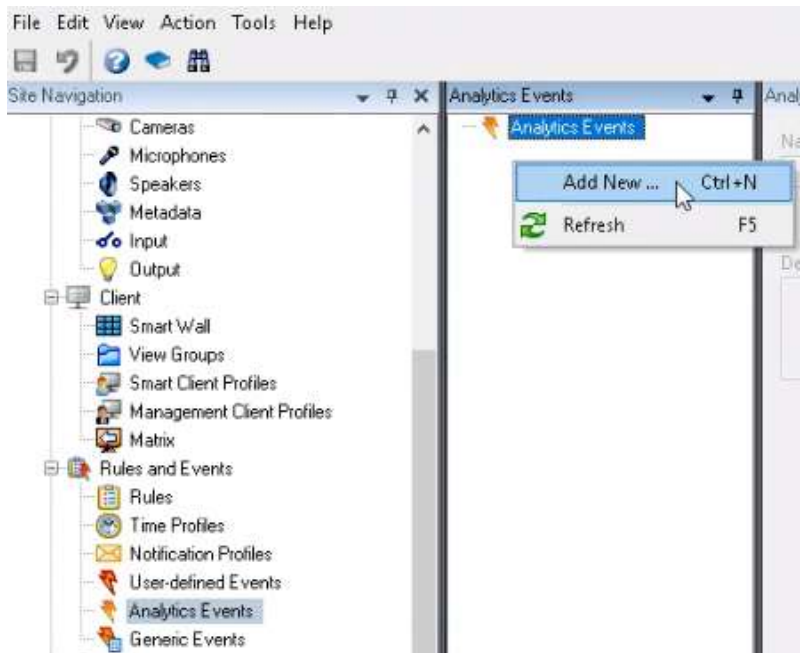 File Edit View Action Tools Help
Site Navigation
Analytics Events
Cameras
Microphones
Speakers
Metadata
Input
Output
Client
Smart Wall
View Groups
Smart Client Profiles
Management Client Profiles
Matrix
Rules and Events
Rules
Time Profiles
Notification Profiles
User-defined Events
Analytics Events
Generic Events
Analytics Events
Add New ... Ctrl+N
Refresh F5